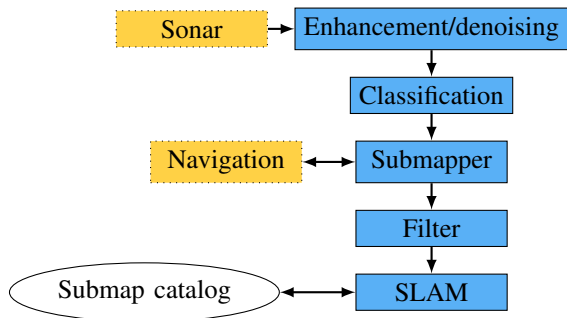 Sonar
Enhancement/denoising
Classification
Navigation
Submapper
Filter
Submap catalog
SLAM